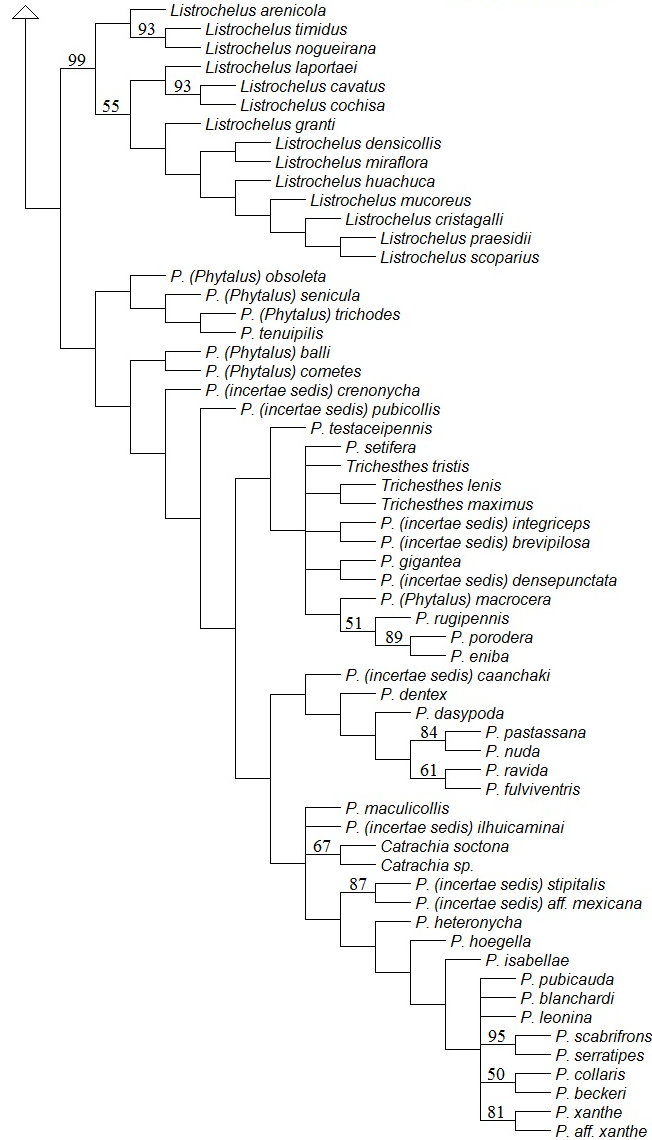 Listrochelus arenicola
93
Listrochelus timidus
Listrochelus nogueirana
99
Listrochelus laportaei
93
Listrochelus cavatus
55
Listrochelus cochisa
Listrochelus granti
Listrochelus densicollis
Listrochelus miraflora
Listrochelus huachuca
Listrochelus mucoreus
Listrochelus cristagalli
Listrochelus praesidii
Listrochelus scoparius
P. (Phytalus) obsoleta
P. (Phytalus) senicula
P. (Phytalus) trichodes
P. tenuipilis
P. (Phytalus) balli
P. (Phytalus) cometes
P. (incertae sedis) crenonycha
P. (incertae sedis) pubicollis
P. testaceipennis
P. setifera
Trichesthes tristis
Trichesthes lenis
Trichesthes maximus
P. (incertae sedis) integriceps
P. (incertae sedis) brevipilosa
P. gigantea
P. (incertae sedis) densepunctata
P. (Phytalus) macrocera
51
P. rugipennis
89
P. porodera
P. eniba
P. (incertae sedis) caanchaki
P. dentex
P. dasypoda
84
P. pastassana
P. nuda
61
P. ravida
P. fulviventris
P. maculicollis
P. (incertae sedis) ilhuicaminai
67
Catrachia soctona
Catrachia sp.
87
P. (incertae sedis) stipitalis
P. (incertae sedis) aff. mexicana
P. heteronycha
P. hoegella
P. isabellae
P. pubicauda
P. blanchardi
P. leonina
95
P. scabrifrons
P. serratipes
50
P. collaris
P. beckeri
81
P. xanthe
P. aff. xanthe